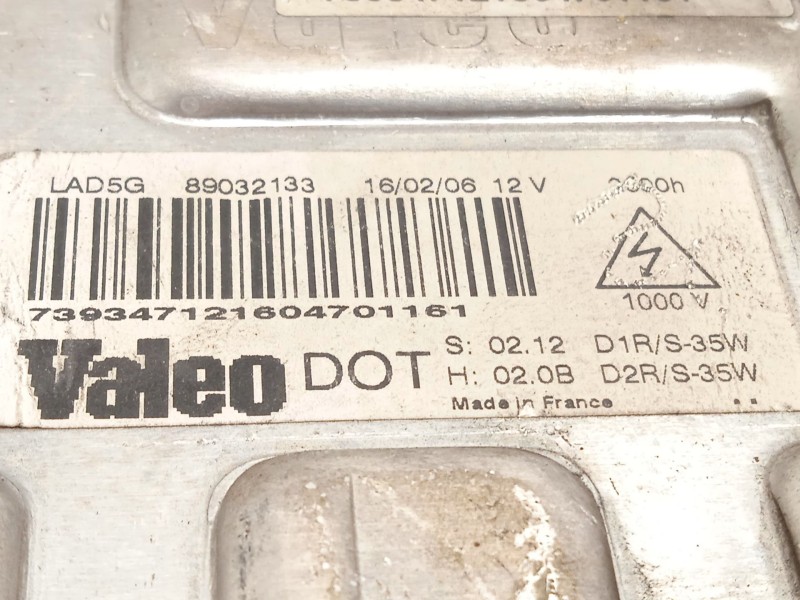 LAD5G 89032133 16/02/06 12 V
1000 V
739347121604701161
Valeo DOT S: 02.12 D1R/S-35W
H: 02.0B D2R/S-35W
Made in France